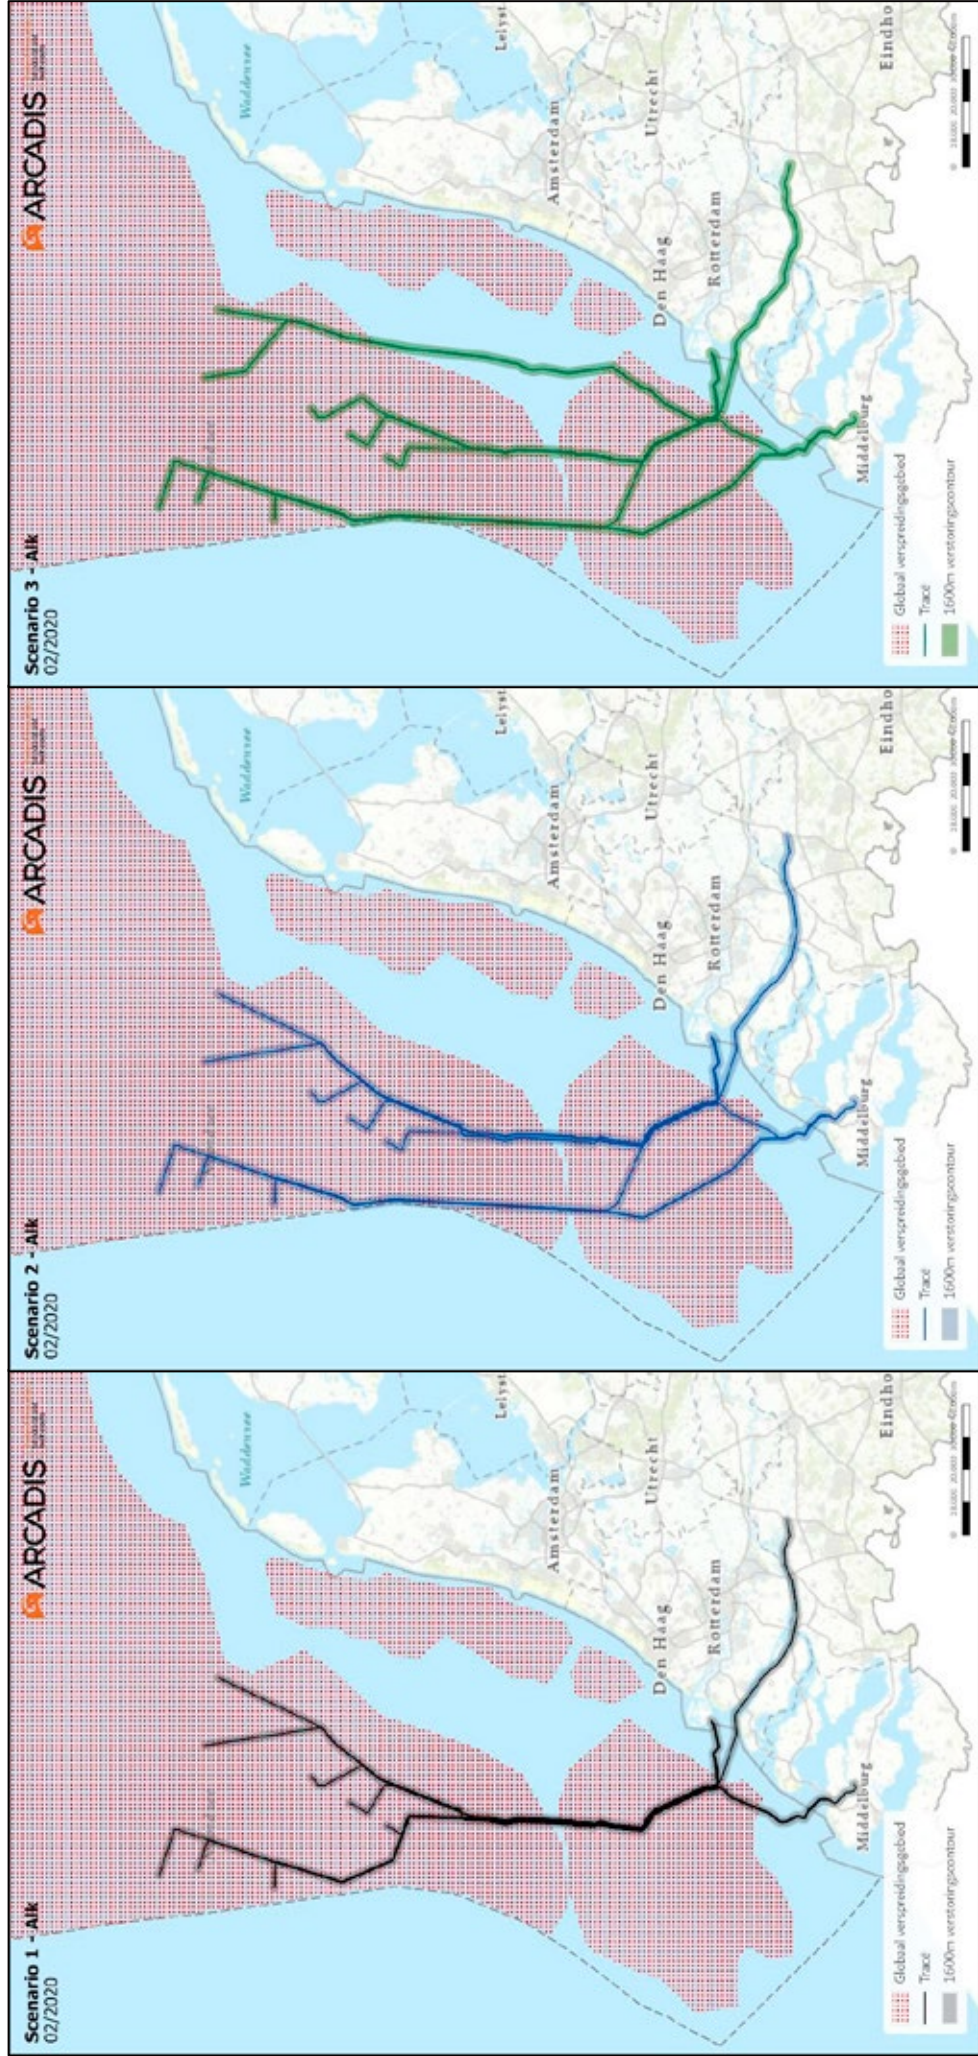 Scenario 1 - Alk
02/2020
ARCADIS
Waddenzee
Lelyst
Amsterdam
Utrecht
Den Haag
Rotterdam
Middelburg
Eindho
Globaal verspreidingsgebied
Tracé
1600m verstoringscontour
Scenario 2 - Alk
02/2020
ARCADIS
Waddenzee
Lelyst
Amsterdam
Utrecht
Den Haag
Rotterdam
Middelburg
Eindho
Globaal verspreidingsgebied
Tracé
1600m verstoringscontour
Scenario 3 - Alk
02/2020
ARCADIS
Waddenzee
Lelyst
Amsterdam
Utrecht
Den Haag
Rotterdam
Middelburg
Eindho
Globaal verspreidingsgebied
Tracé
1600m verstoringscontour